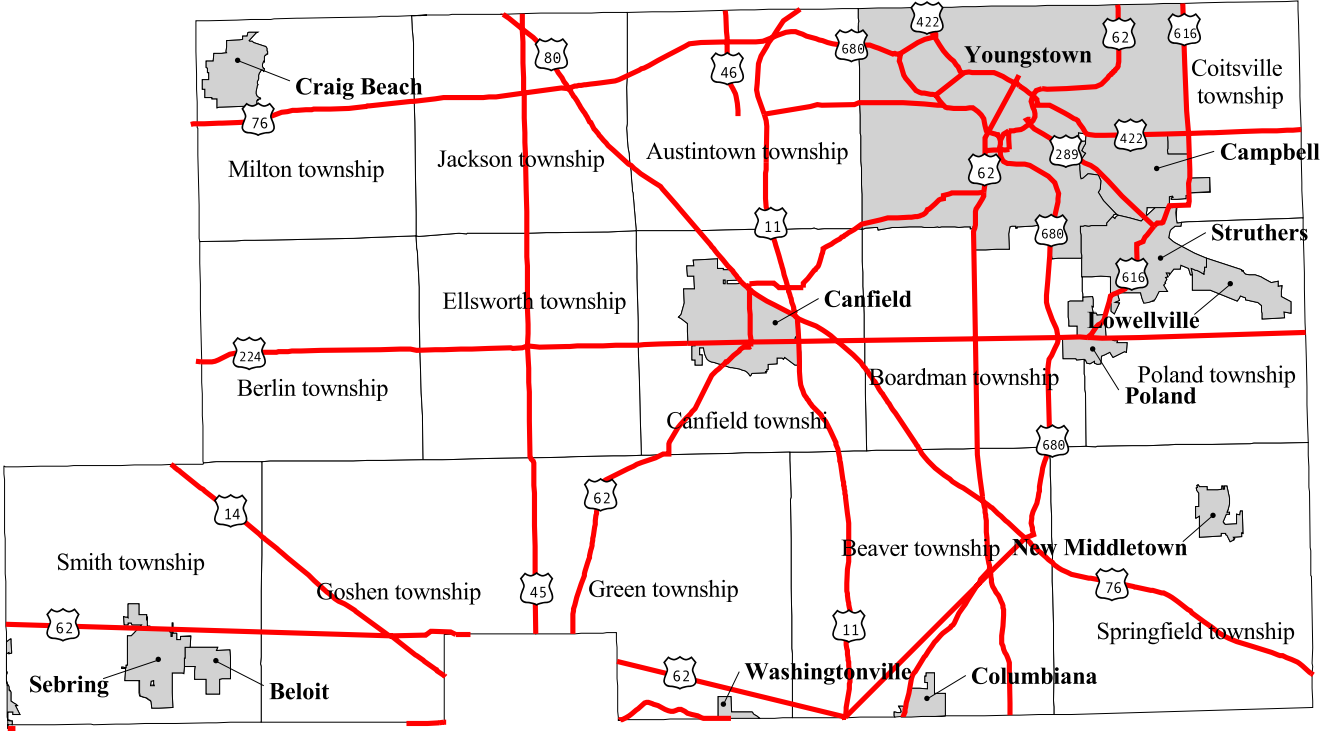 422
62
616
680
80
Youngstown
46
Coitsville
township
Craig Beach
76
422
Campbell
289
Jackson township
Austintown township
Milton township
62
11
680
Struthers
616
Ellsworth township
Canfield
Lowellville
224
Berlin township
Boardman township
Poland township
Poland
Canfield townshi
680
62
14
Beaver township
New Middletown
Smith township
Goshen township
45
Green township
76
62
11
Springfield township
Sebring
Beloit
62
Washingtonville
Columbiana